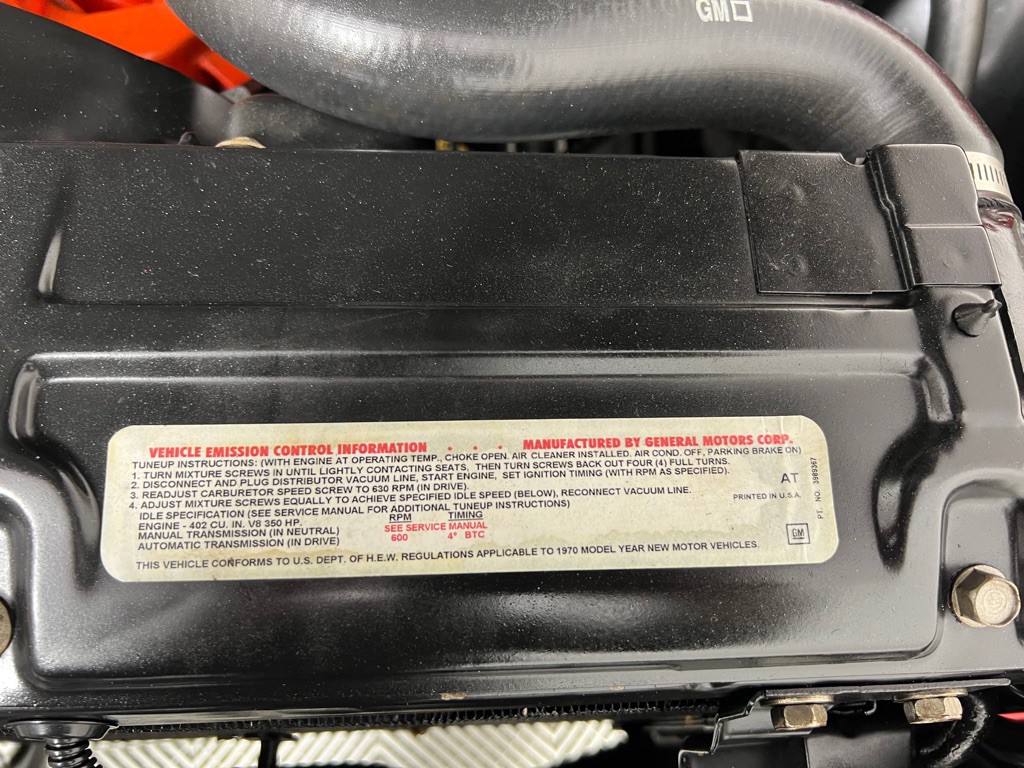 GM
VEHICLE EMISSION CONTROL INFORMATION . . . MANUFACTURED BY GENERAL MOTORS CORP.
TUNEUP INSTRUCTIONS: (WITH ENGINE AT OPERATING TEMP., CHOKE OPEN. AIR CLEANER INSTALLED. AIR COND. OFF, PARKING BRAKE ON)
1. TURN MIXTURE SCREWS IN UNTIL LIGHTLY CONTACTING SEATS, THEN TURN SCREWS BACK OUT FOUR (4) FULL TURNS.
2. DISCONNECT AND PLUG DISTRIBUTOR VACUUM LINE, START ENGINE, SET IGNITION TIMING (WITH RPM AS SPECIFIED).
3. READJUST CARBURETOR SPEED SCREW TO 630 RPM (IN DRIVE).
4. ADJUST MIXTURE SCREWS EQUALLY TO ACHIEVE SPECIFIED IDLE SPEED (BELOW), RECONNECT VACUUM LINE.
IDLE SPECIFICATION (SEE SERVICE MANUAL FOR ADDITIONAL TUNEUP INSTRUCTIONS)
ENGINE - 402 CU. IN. V8 350 HP. RPM TIMING
MANUAL TRANSMISSION (IN NEUTRAL) SEE SERVICE MANUAL
AUTOMATIC TRANSMISSION (IN DRIVE) 600 4° BTC
THIS VEHICLE CONFORMS TO U.S. DEPT. OF H.E.W. REGULATIONS APPLICABLE TO 1970 MODEL YEAR NEW MOTOR VEHICLES.
AT
PRINTED IN U.S.A.
GM
PT. NO. 3989367